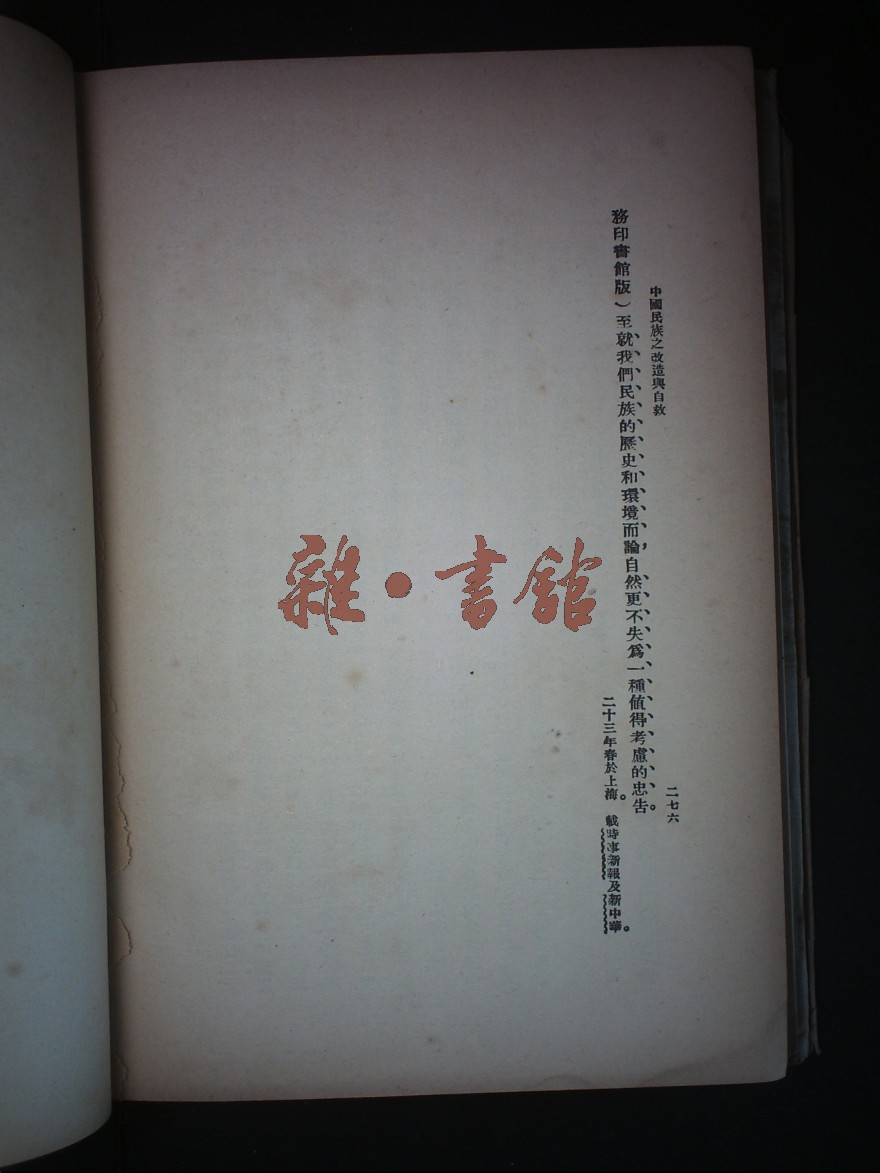 中國民族之改造與自救
二七六
務印書館版）至就我們民族的歷史和環境而論，自然更不失爲一種値得考慮的忠告。
二十三年春於上海。 載時事新報及新中華。
雜・書館